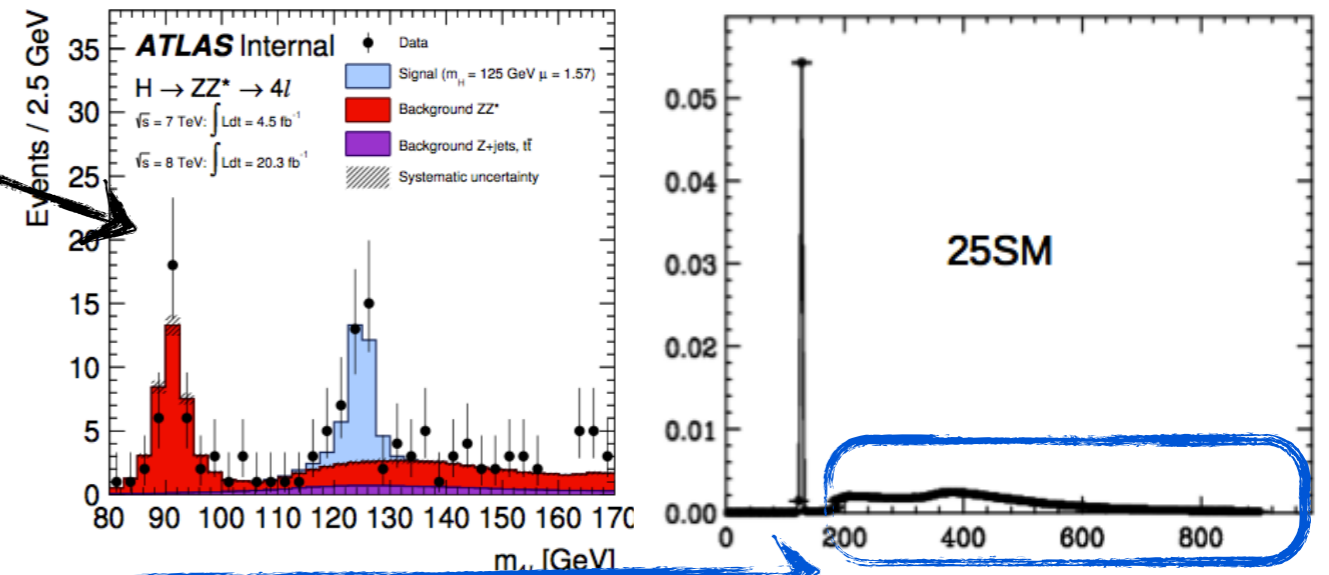 Events / 2.5 GeV
35
30
25
20
15
10
5
0
ATLAS Internal
H → ZZ* → 4l
√s = 7 TeV: ∫Ldt = 4.5 fb⁻¹
√s = 8 TeV: ∫Ldt = 20.3 fb⁻¹
Data
Signal (m_H = 125 GeV μ = 1.57)
Background ZZ*
Background Z+jets, tt̄
Systematic uncertainty
80 90 100 110 120 130 140 150 160 170
[GeV]
0.05
0.04
0.03
0.02
0.01
0.00
25SM
0 200 400 600 800